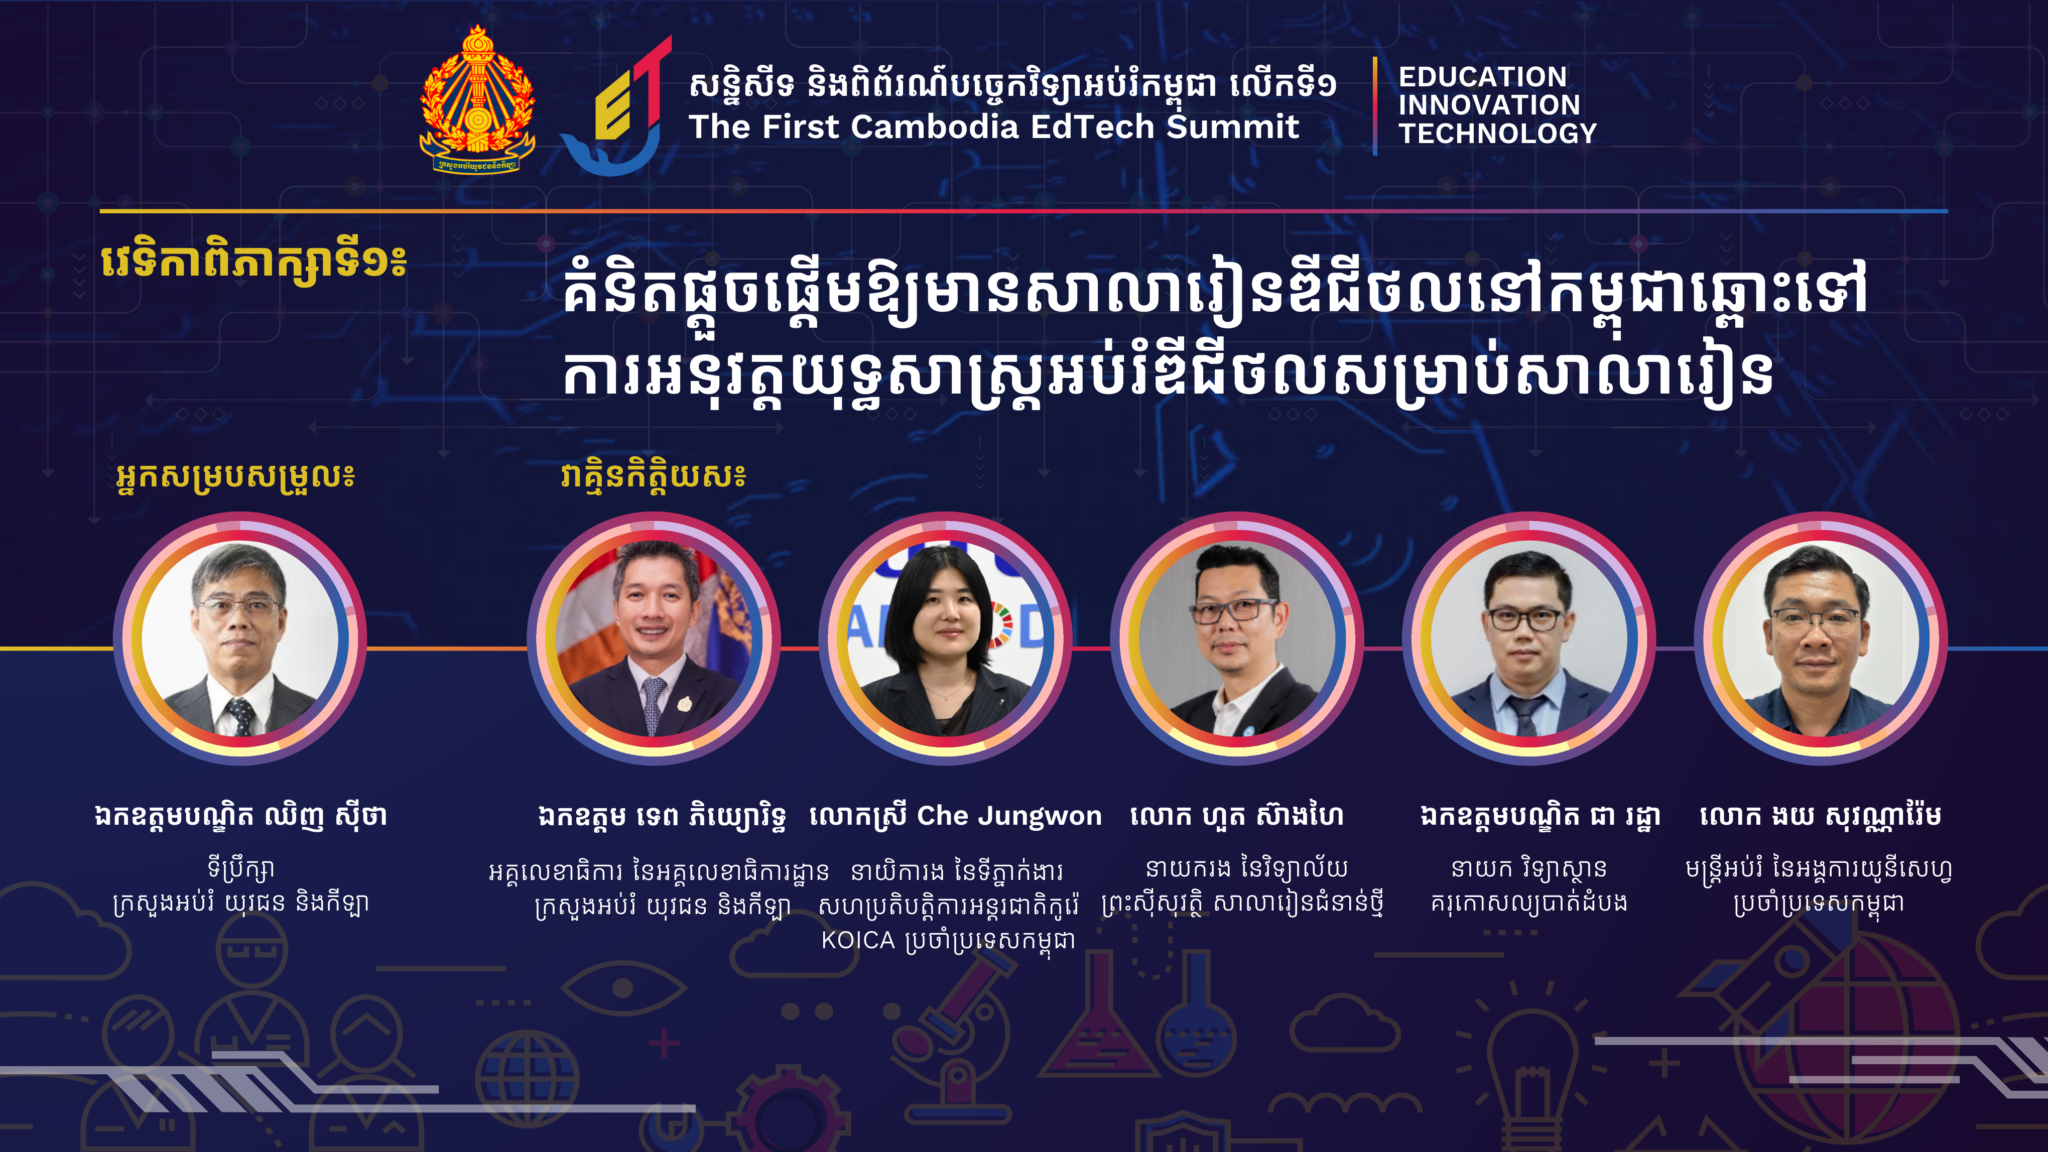 ក្រសួងអប់រំ យុវជន និងកីឡា
ET
សន្និសីទ និងពិព័រណ៍បច្ចេកវិទ្យាអប់រំកម្ពុជា លើកទី១
The First Cambodia EdTech Summit
EDUCATION
INNOVATION
TECHNOLOGY
វេទិកាពិភាក្សាទី១៖
គំនិតផ្តួចផ្តើមឱ្យមានសាលារៀនឌីជីថលនៅកម្ពុជាឆ្ពោះទៅ
ការអនុវត្តយុទ្ធសាស្ត្រអប់រំឌីជីថលសម្រាប់សាលារៀន
អ្នកសម្របសម្រួល៖
វាគ្មិនកិត្តិយស៖
ឯកឧត្តមបណ្ឌិត ឈិញ ស៊ីថា
ទីប្រឹក្សា
ក្រសួងអប់រំ យុវជន និងកីឡា
ឯកឧត្តម ទេព ភិយ្យោរិទ្ធ
អគ្គលេខាធិការ នៃអគ្គលេខាធិការដ្ឋាន
ក្រសួងអប់រំ យុវជន និងកីឡា
លោកស្រី Che Jungwon
នាយិការង នៃទីភ្នាក់ងារ
សហប្រតិបត្តិការអន្តរជាតិកូរ៉េ
KOICA ប្រចាំប្រទេសកម្ពុជា
លោក ហួត ស៊ាងហៃ
នាយករង នៃវិទ្យាល័យ
ព្រះស៊ីសុវត្ថិ សាលារៀនជំនាន់ថ្មី
ឯកឧត្តមបណ្ឌិត ជា រដ្ឋា
នាយក វិទ្យាស្ថាន
គរុកោសល្យបាត់ដំបង
លោក ងយ សុវណ្ណារ៉ែម
មន្ត្រីអប់រំ នៃអង្គការយូនីសេហ្វ
ប្រចាំប្រទេសកម្ពុជា